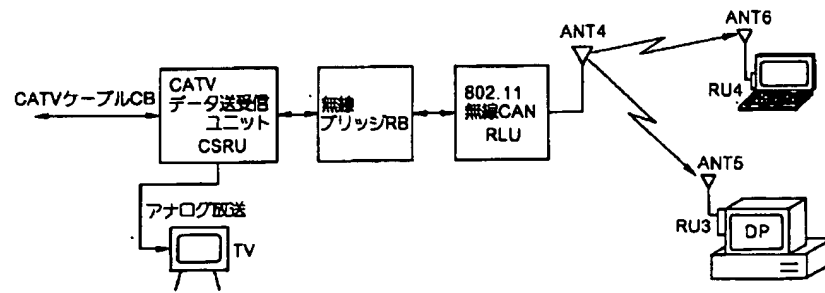 CATVケーブルCB
CATV
データ送受信
ユニット
CSRU
無線
ブリッジRB
802.11
無線CAN
RLU
ANT4
ANT6
RU4
ANT5
RU3
DP
アナログ放送
TV